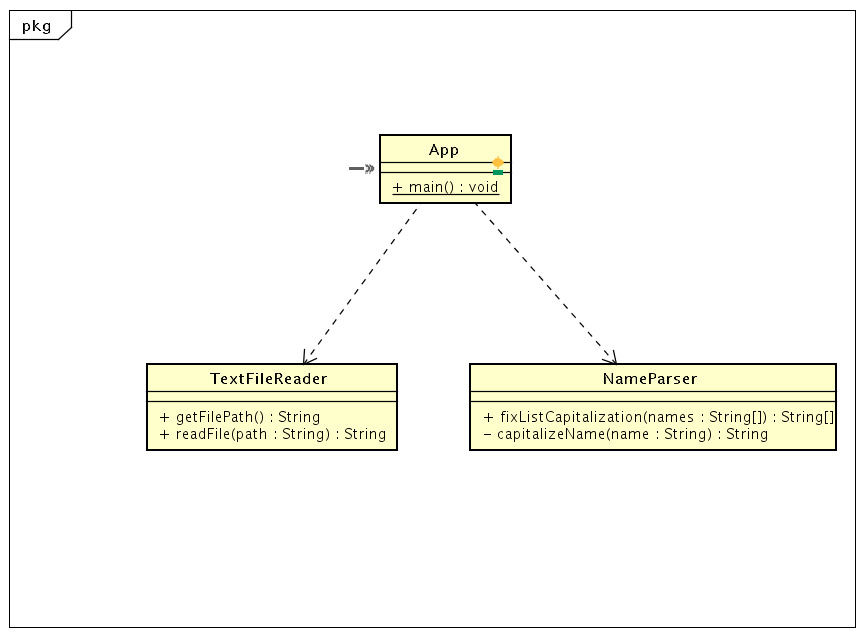 pkg
App
+ main() : void
TextFileReader
+ getFilePath() : String
+ readFile(path : String) : String
NameParser
+ fixListCapitalization(names : String[]) : String[]
- capitalizeName(name : String) : String